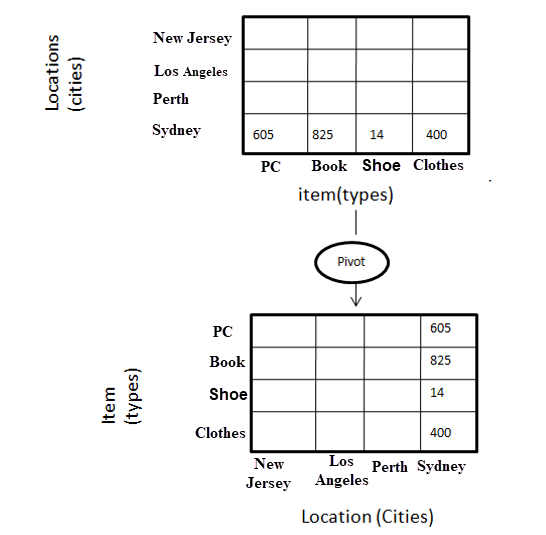 Locations
(cities)
New Jersey
Los Angeles
Perth
Sydney
605 825 14 400
PC Book Shoe Clothes
item(types)
Pivot
Item
(types)
PC 605
Book 825
Shoe 14
Clothes 400
New Jersey Los Angeles Perth Sydney
Location (Cities)